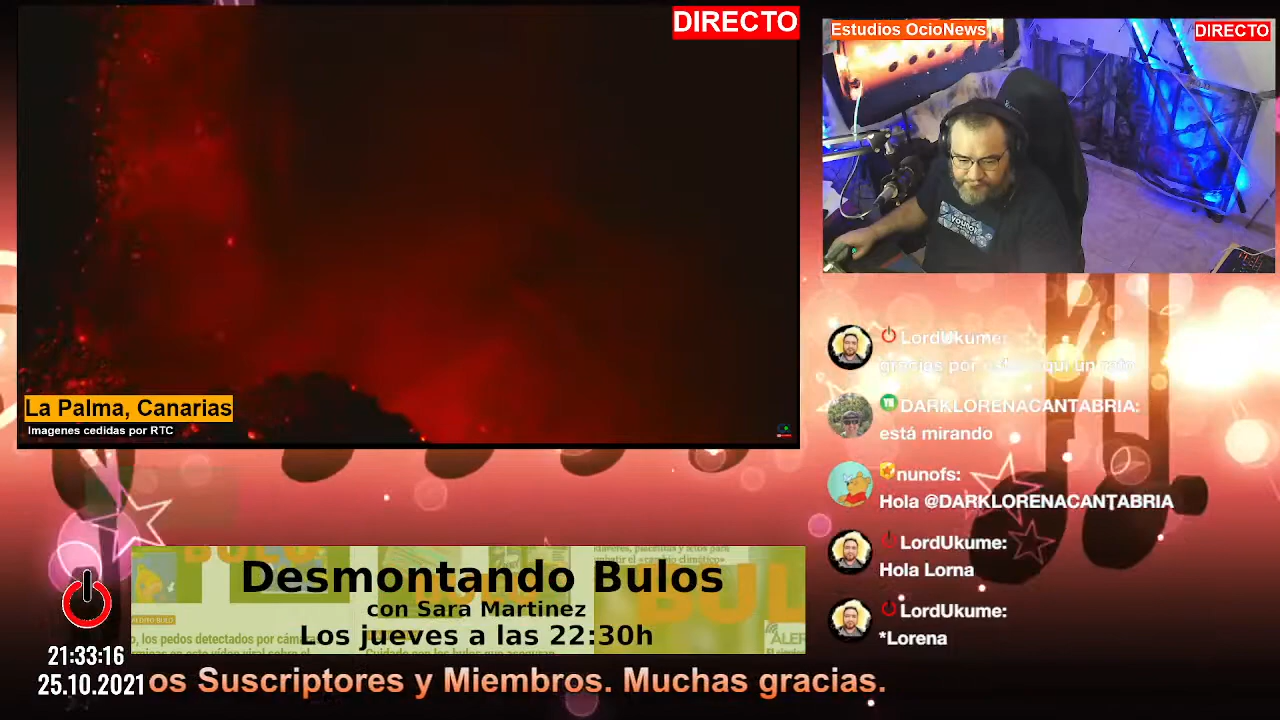 DIRECTO
La Palma, Canarias
Imagenes cedidas por RTC
Estudios OcioNews
DIRECTO
LordUkume:
gracias por
DARKLORENACANTABRIA:
está mirando
nunofs:
Hola @DARKLORENACANTABRIA
LordUkume:
Hola Lorna
LordUkume:
*Lorena
Desmontando Bulos
con Sara Martinez
Los jueves a las 22:30h
21:33:16
25.10.2021
os Suscriptores y Miembros. Muchas gracias.